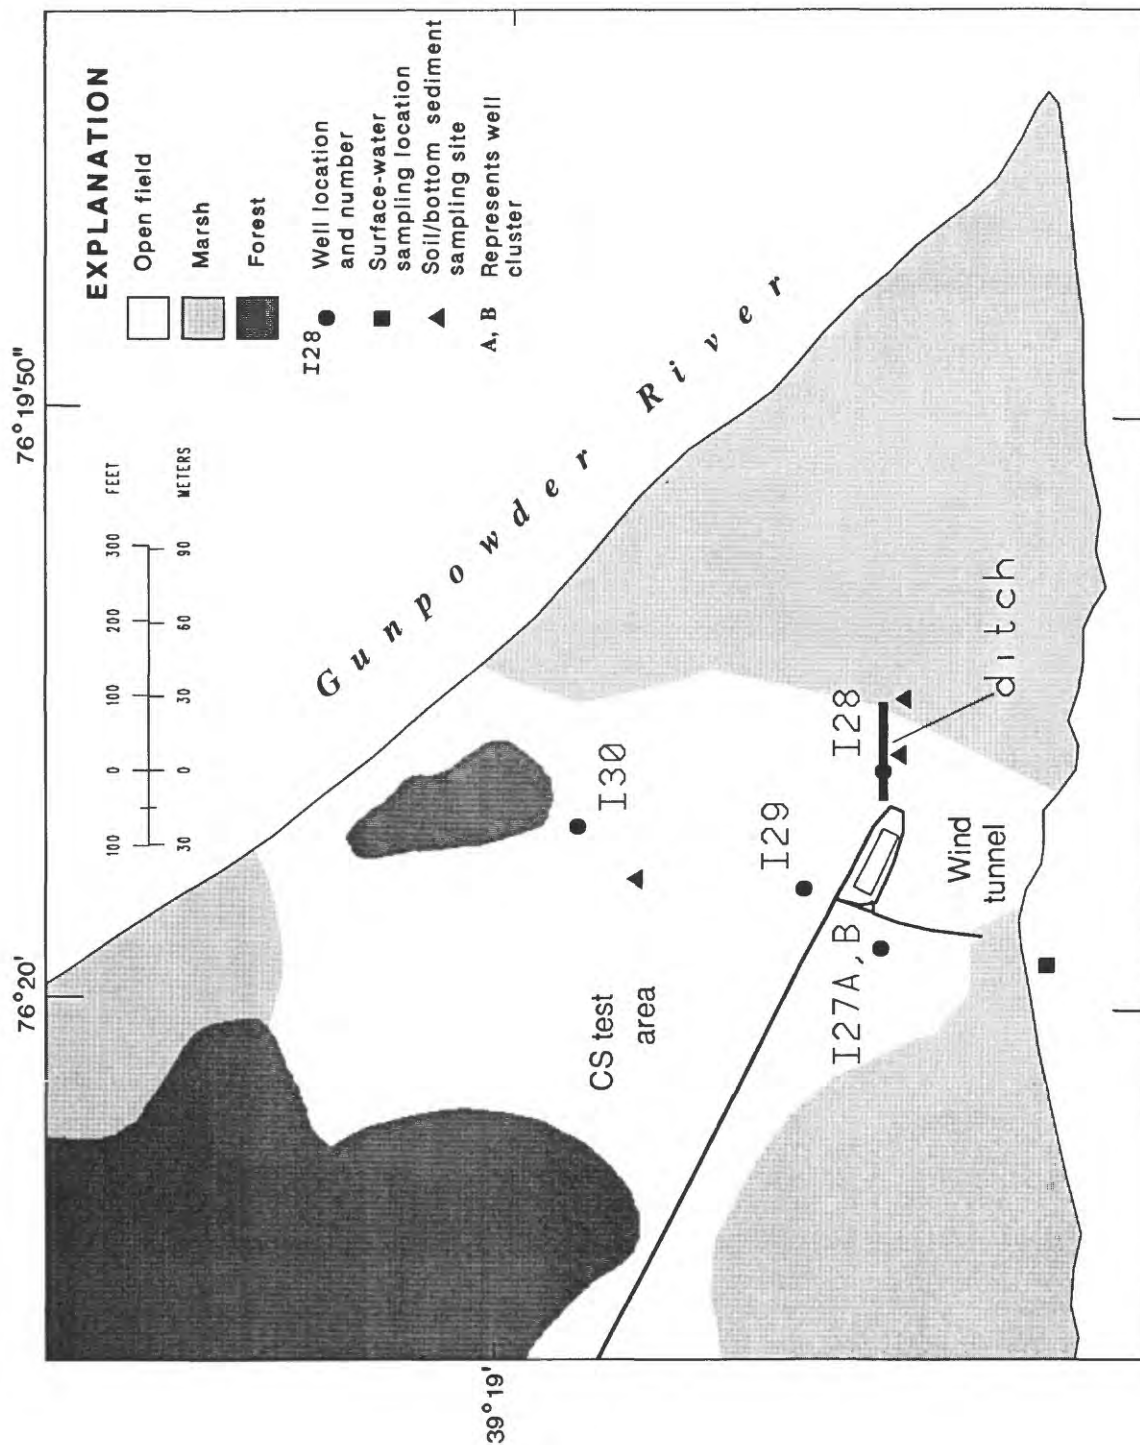 EXPLANATION
Open field
Marsh
Forest
I28
Well location
and number
Surface-water
sampling location
Soil/bottom sediment
sampling site
A, B
Represents well
cluster
76°20'
76°19'50"
39°19'
100 0 100 200 300 FEET
30 0 30 60 90 METERS
Gunpowder River
I30
CS test
area
I29
I27A,B
I28
Wind
tunnel
ditch